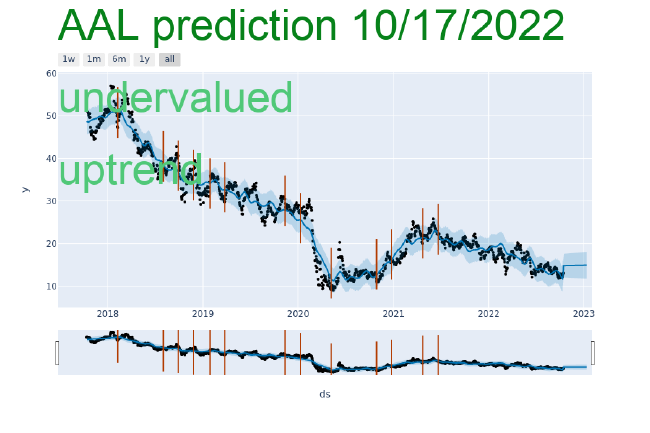 AAL prediction 10/17/2022
1w 1m 6m 1y all
60
undervalued
50
40
uptrend
30
y
20
10
2018 2019 2020 2021 2022 2023
ds